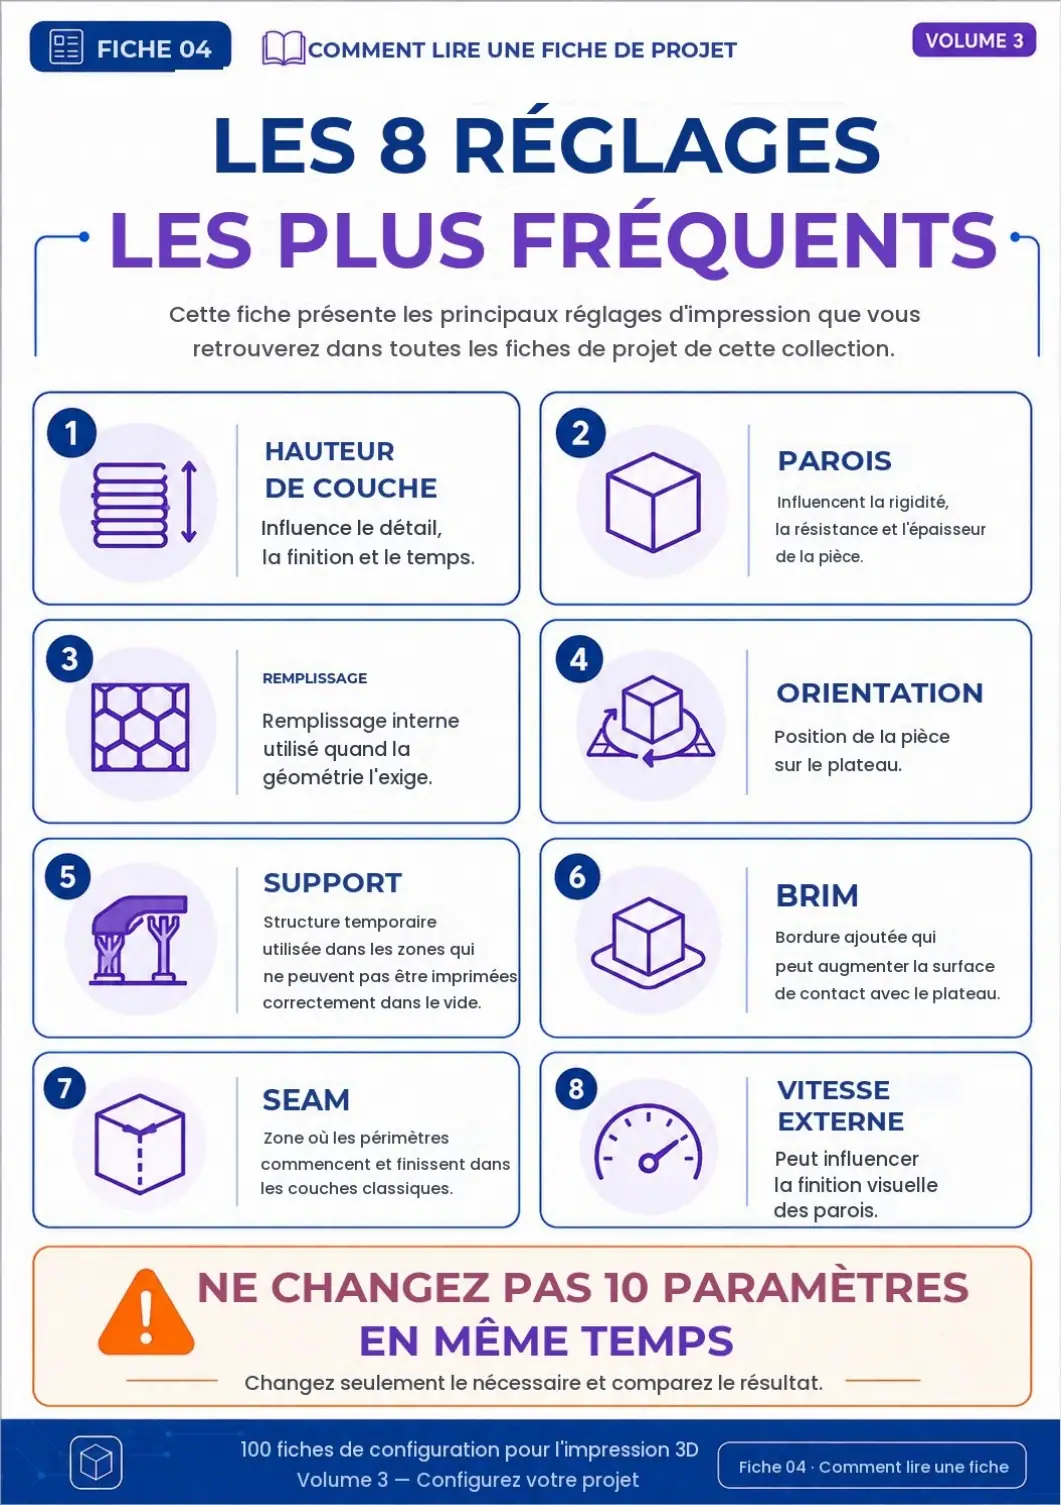 FICHE 04
COMMENT LIRE UNE FICHE DE PROJET
VOLUME 3
LES 8 RÉGLAGES
LES PLUS FRÉQUENTS
Cette fiche présente les principaux réglages d'impression que vous
retrouverez dans toutes les fiches de projet de cette collection.
1
HAUTEUR
DE COUCHE
Influence le détail,
la finition et le temps.
2
PAROIS
Influencent la rigidité,
la résistance et l'épaisseur
de la pièce.
3
REMPLISSAGE
Remplissage interne
utilisé quand la
géométrie l'exige.
4
ORIENTATION
Position de la pièce
sur le plateau.
5
SUPPORT
Structure temporaire
utilisée dans les zones qui
ne peuvent pas être imprimées
correctement dans le vide.
6
BRIM
Bordure ajoutée qui
peut augmenter la surface
de contact avec le plateau.
7
SEAM
Zone où les périmètres
commencent et finissent dans
les couches classiques.
8
VITESSE
EXTERNE
Peut influencer
la finition visuelle
des parois.
NE CHANGEZ PAS 10 PARAMÈTRES
EN MÊME TEMPS
Changez seulement le nécessaire et comparez le résultat.
100 fiches de configuration pour l'impression 3D
Volume 3 — Configurez votre projet
Fiche 04 · Comment lire une fiche